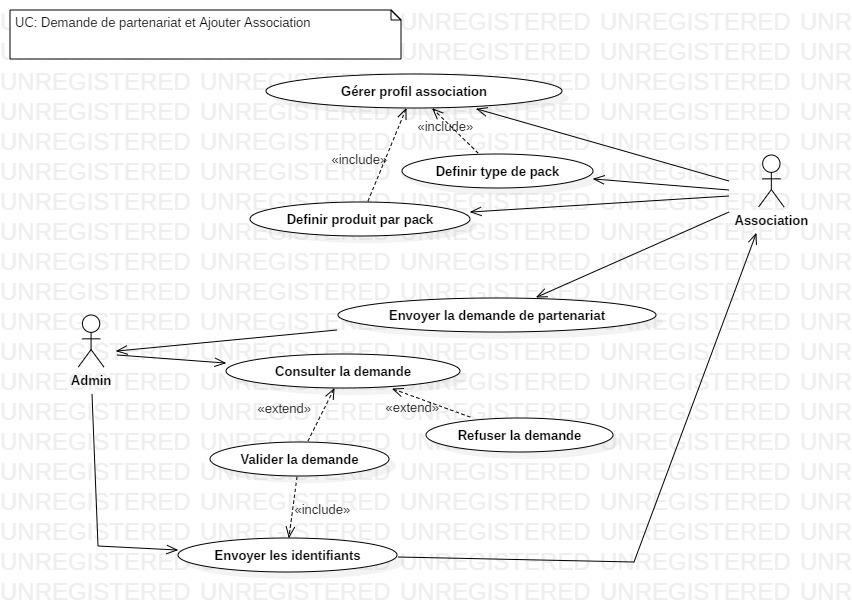 UC: Demande de partenariat et Ajouter Association
Gérer profil association
«include»
«include»
Definir type de pack
Definir produit par pack
Association
Envoyer la demande de partenariat
Admin
Consulter la demande
«extend»
«extend»
Refuser la demande
Valider la demande
«include»
Envoyer les identifiants
UNREGISTERED